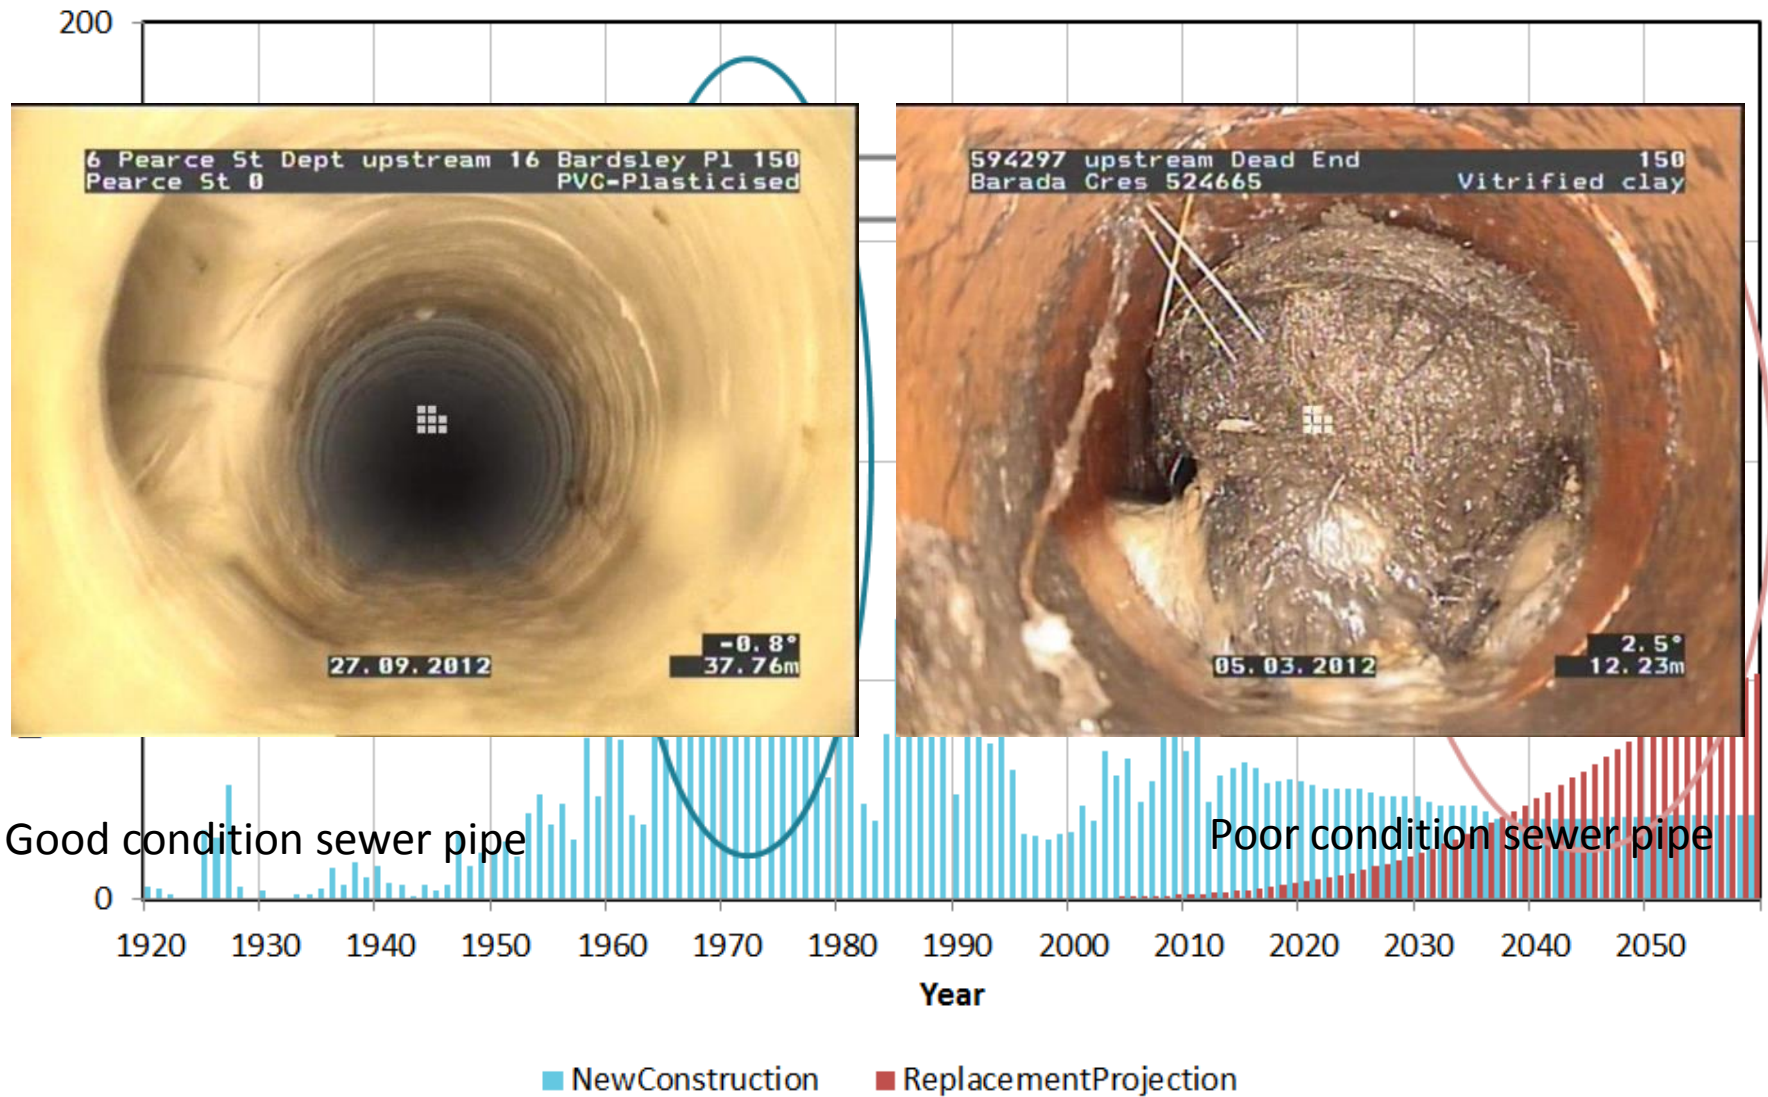 200
6 Pearce St Dept upstream 16 Bardsley Pl 150
Pearce St 0 PVC-Plasticised
27.09.2012
-0.8°
37.76m
594297 upstream Dead End 150
Barada Cres 524665 Vitrified clay
05.03.2012
2.5°
12.23m
Good condition sewer pipe
Poor condition sewer pipe
0
1920 1930 1940 1950 1960 1970 1980 1990 2000 2010 2020 2030 2040 2050
Year
NewConstruction ReplacementProjection